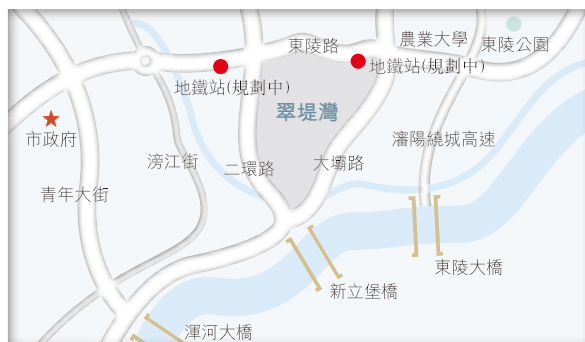 農業大學
東陵路
東陵公園
地鐵站(規劃中)
地鐵站(規劃中)
翠堤灣
市政府
瀋陽繞城高速
滂江街
二環路
大壩路
青年大街
東陵大橋
新立堡橋
渾河大橋